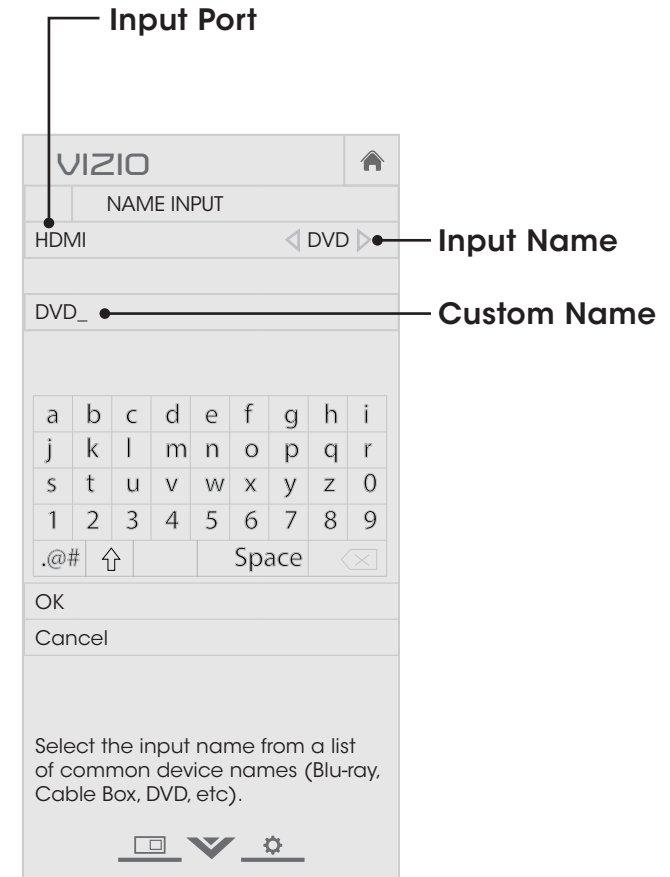 Input Port
VIZIO
NAME INPUT
HDMI DVD Input Name
DVD_ Custom Name
a b c d e f g h i
j k l m n o p q r
s t u v w x y z 0
1 2 3 4 5 6 7 8 9
.@# Space
OK
Cancel
Select the input name from a list
of common device names (Blu-ray,
Cable Box, DVD, etc).